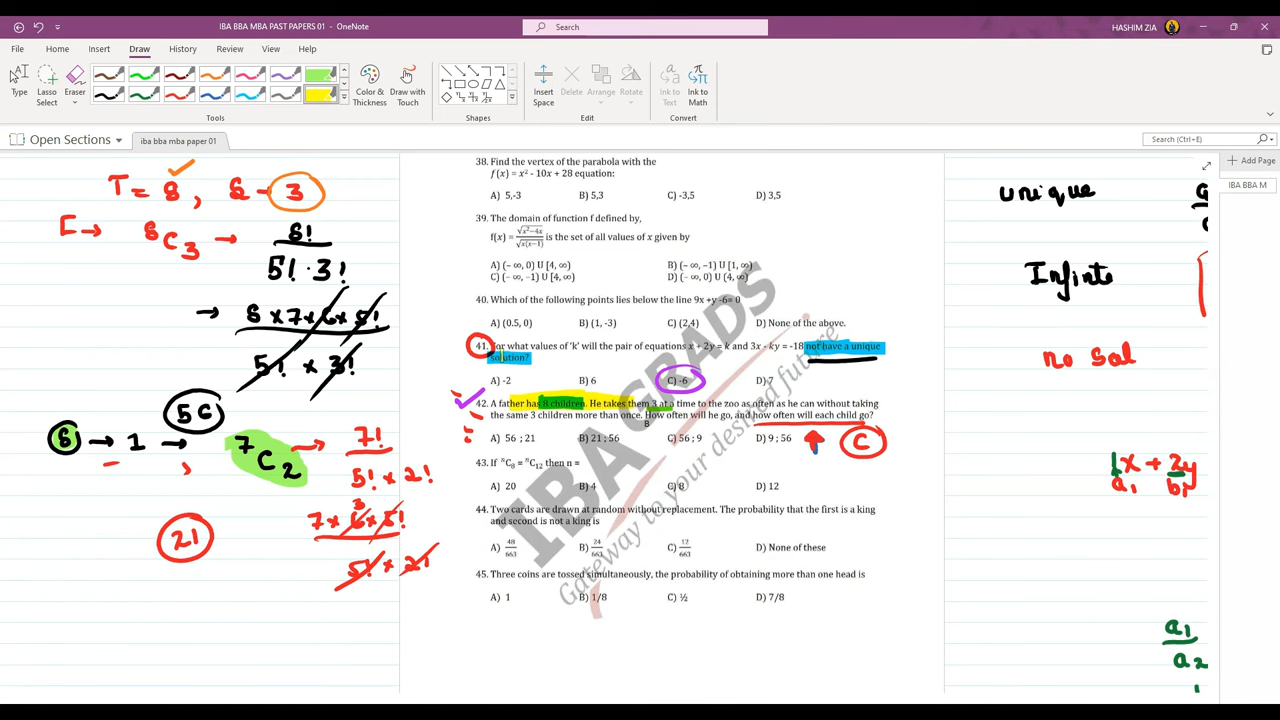 IBA BBA MBA PAST PAPERS 01 - OneNote
Search
HASHIM ZIA
File Home Insert Draw History Review View Help
Type
Lasso Select
Eraser
Color & Thickness
Draw with Touch
Insert Space
Delete
Arrange
Rotate
Ink to Text
Ink to Math
Tools
Shapes
Edit
Convert
Open Sections
iba bba mba paper 01
Search (Ctrl+E)
Add Page
IBA BBA M
T = 8, 3
8C3 → 8!
5! · 3!
→ 8 x 7 x 6 x 5!
5! x 3!
56
8 → 1 → 7C2 → 7!
5! x 2!
7 x 6 x 5!
3
5! x 2!
21
38. Find the vertex of the parabola with the
f (x) = x² - 10x + 28 equation:
A) 5,-3 B) 5,3 C) -3,5 D) 3,5
39. The domain of function f defined by,
f(x) = √x²−4x / √x(x−1) is the set of all values of x given by
A) (− ∞, 0) U [4, ∞) B) (− ∞, −1) U [1, ∞)
C) (− ∞, −1) U [4, ∞) D) (− ∞, 0) U (4, ∞)
40. Which of the following points lies below the line 9x +y -6= 0
A) (0.5, 0) B) (1, -3) C) (2,4) D) None of the above.
41. For what values of 'k' will the pair of equations x + 2y = k and 3x - ky = -18 not have a unique
solution?
A) -2 B) 6 C) -6 D) 7
42. A father has 8 children. He takes them 3 at a time to the zoo as often as he can without taking
the same 3 children more than once. How often will he go, and how often will each child go?
A) 56 ; 21 B) 21 ; 56 C) 56 ; 9 D) 9 ; 56
C
43. If ⁿC₈ = ⁿC₁₂ then n =
A) 20 B) 4 C) 8 D) 12
44. Two cards are drawn at random without replacement. The probability that the first is a king
and second is not a king is
A) 48/663 B) 24/663 C) 12/663 D) None of these
45. Three coins are tossed simultaneously, the probability of obtaining more than one head is
A) 1 B) 1/8 C) ½ D) 7/8
IBA GRADS
Gateway to your dream future
Unique
Infinite
no Sol
1x + 2y
a1 b1
a1
a2